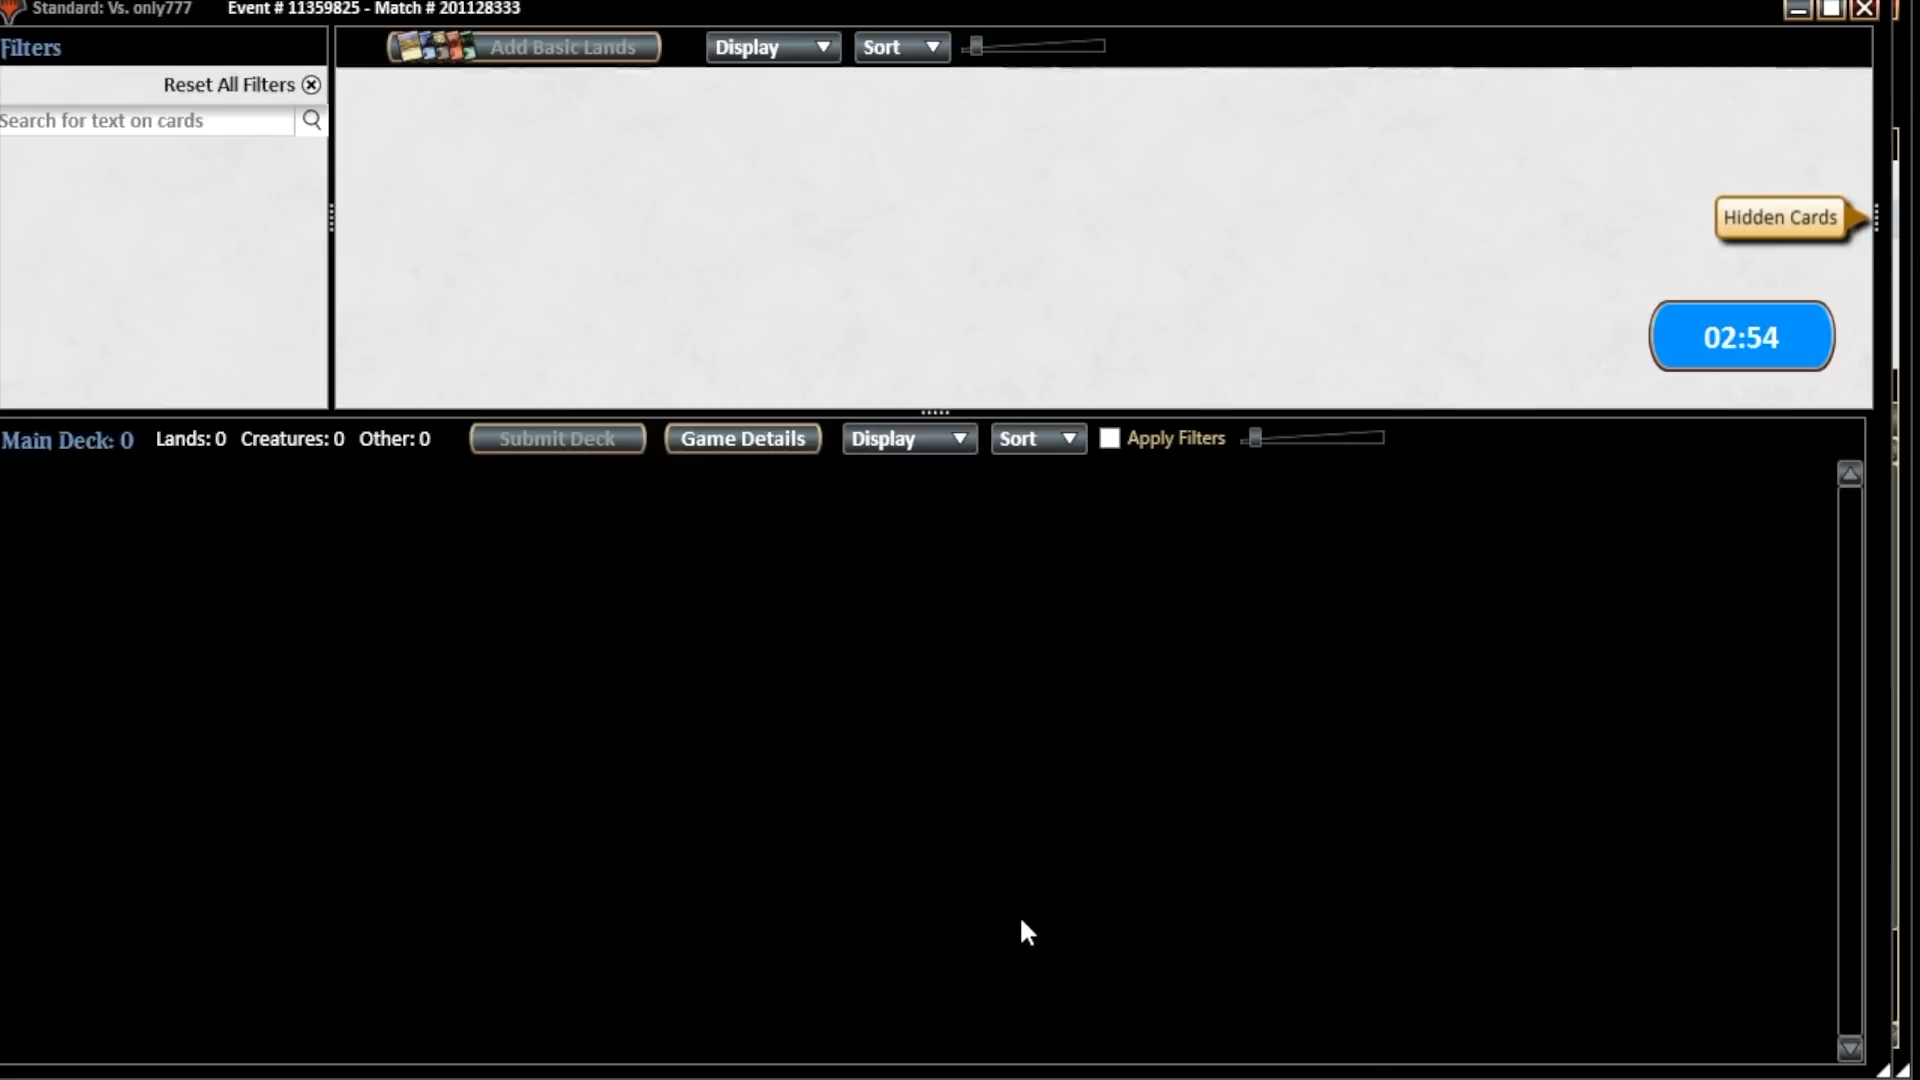 Standard: Vs. only777 Event # 11359825 - Match # 201128333
Filters
Add Basic Lands Display Sort
Reset All Filters
Search for text on cards
Hidden Cards
02:54
Main Deck: 0 Lands: 0 Creatures: 0 Other: 0 Submit Deck Game Details Display Sort Apply Filters